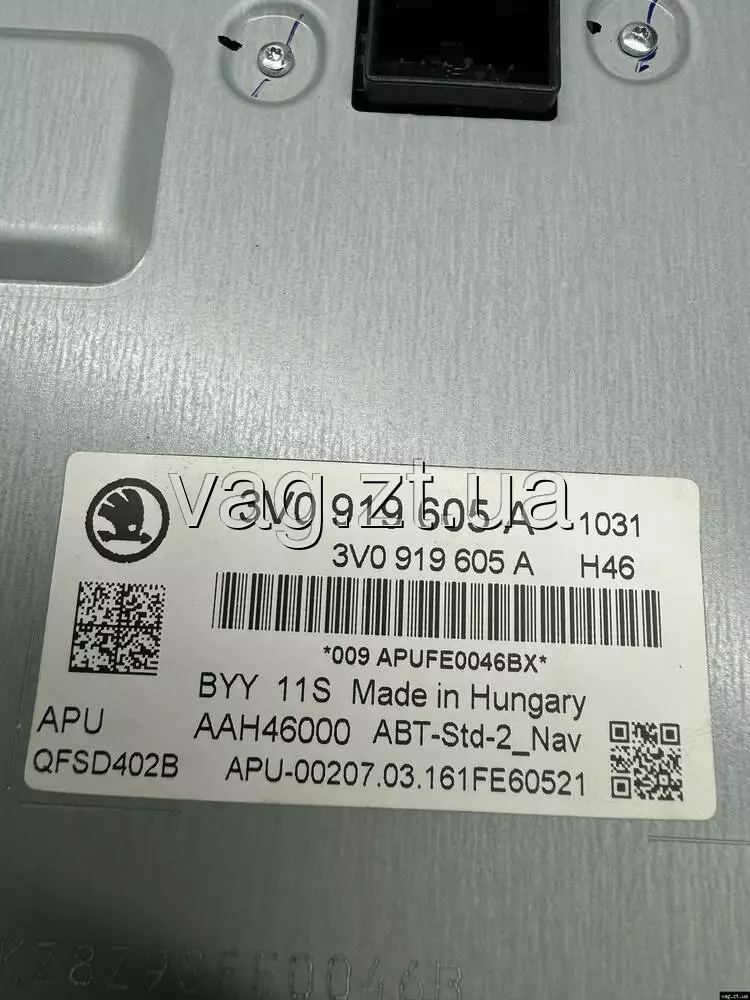 vag.zt.ua
3V0 919 605 A 1031
3V0 919 605 A H46
*009 APUFE0046BX*
BYY 11S Made in Hungary
APU AAH46000 ABT-Std-2_Nav
QFSD402B APU-00207.03.161FE60521
vag.zt.ua